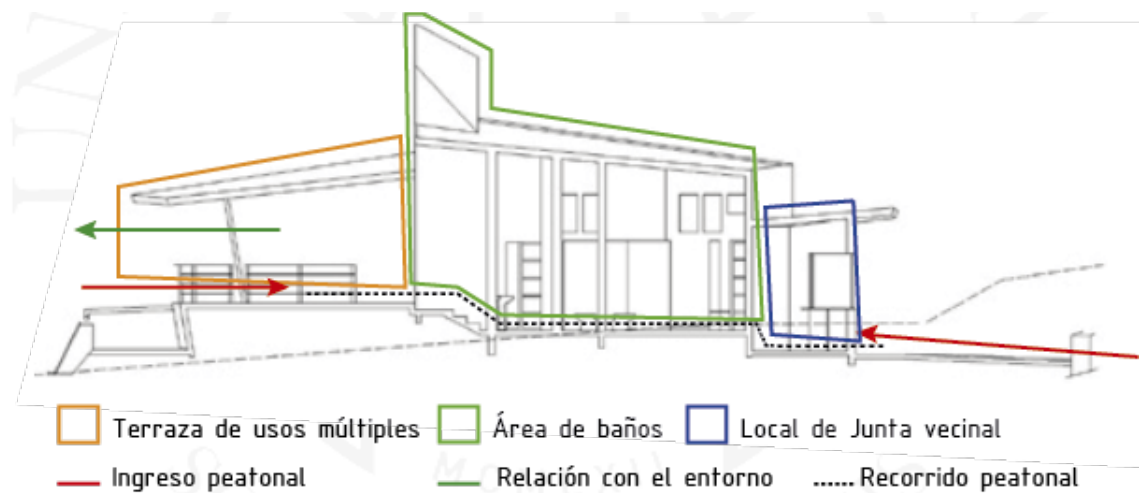 Terraza de usos múltiples Área de baños Local de Junta vecinal
Ingreso peatonal Relación con el entorno Recorrido peatonal